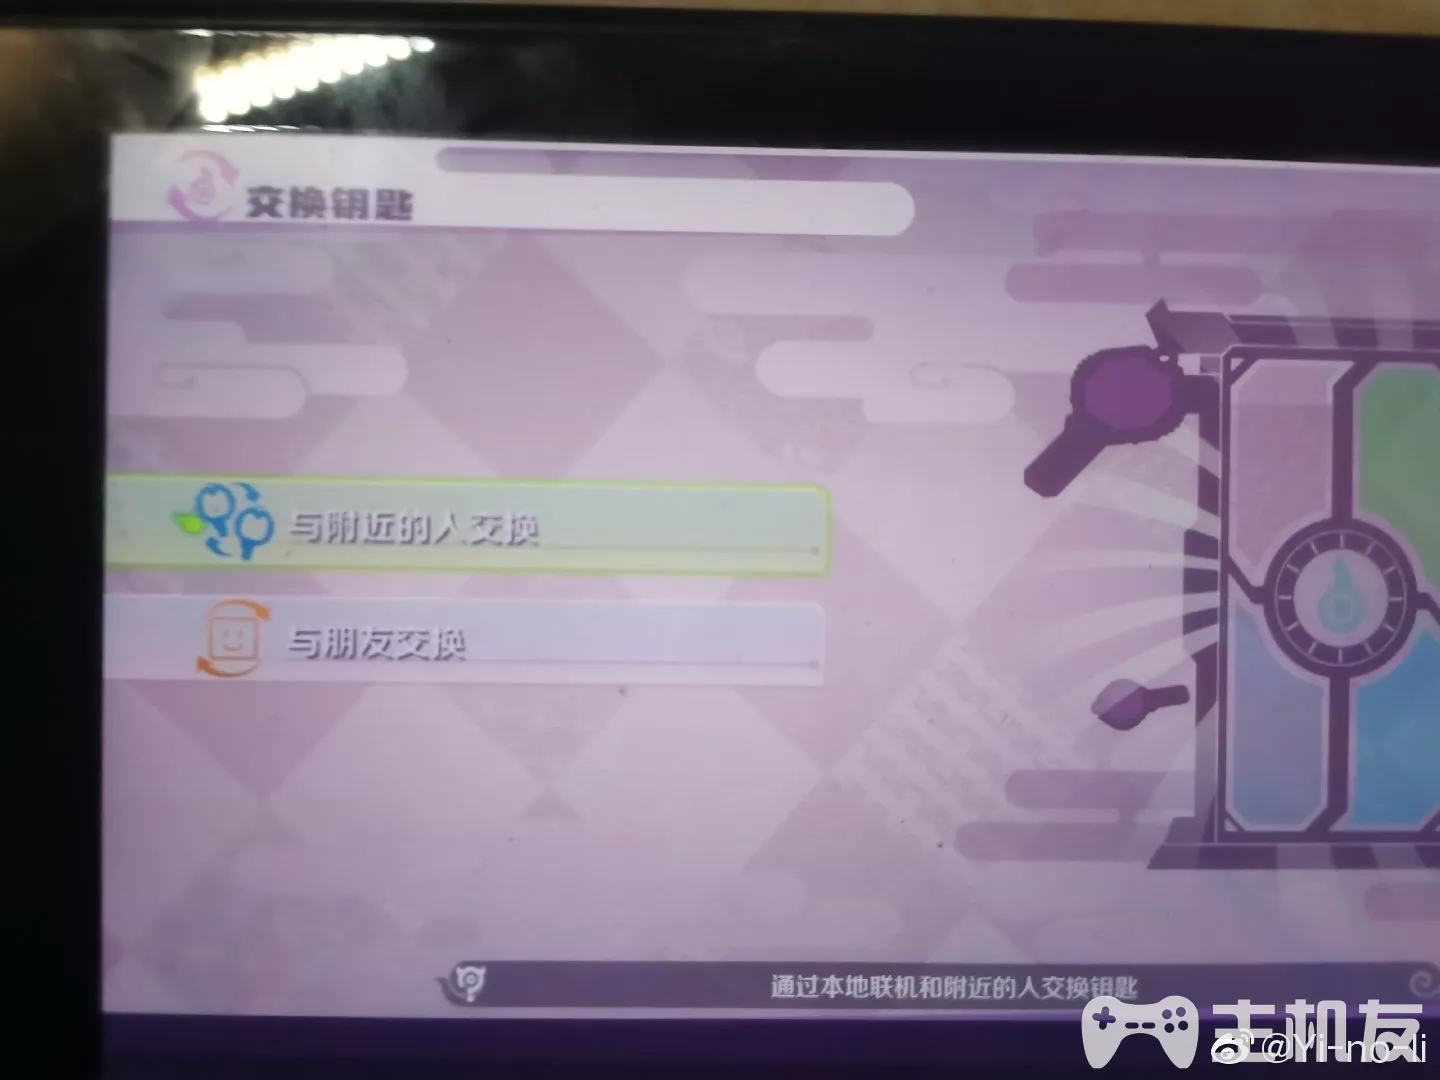 交换钥匙
与附近的人交换
与朋友交换
通过本地联机和附近的人交换钥匙
主机友
@Yi-no-li